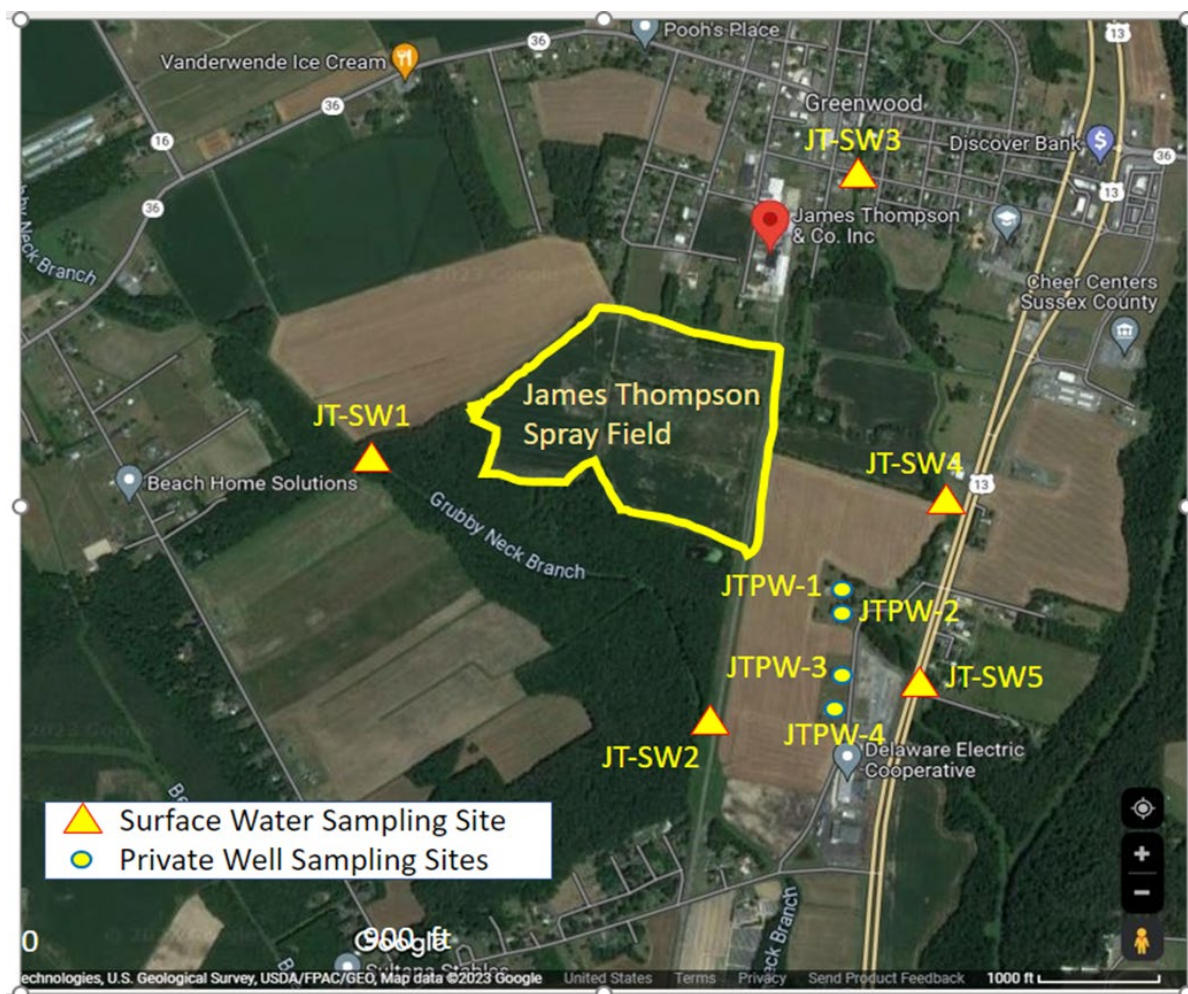 Pooh's Place
13
36
Vanderwende Ice Cream
36
Greenwood
JT-SW3
Discover Bank
$
36
16
13
36
James Thompson
& Co. Inc
Neck Branch
Cheer Centers
Sussex County
James Thompson
Spray Field
JT-SW1
JT-SW4
Beach Home Solutions
13
Grubby Neck Branch
JTPW-1
JTPW-2
JTPW-3
JT-SW5
JTPW-4
JT-SW2
Delaware Electric
Cooperative
Surface Water Sampling Site
Private Well Sampling Sites
+
−
Branch
0
900 ft
Google
Sultana Stables
echnologies, U.S. Geological Survey, USDA/FPAC/GEO, Map data ©2023 Google
United States
Terms
Privacy
Send Product Feedback
1000 ft